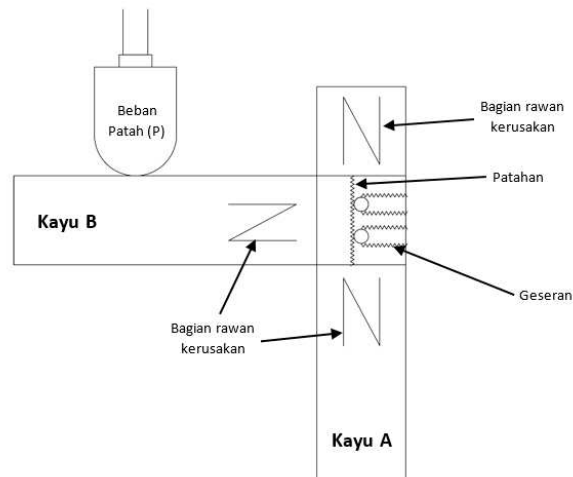 Beban
Patah (P)
Bagian rawan
kerusakan
Patahan
Kayu B
Geseran
Bagian rawan
kerusakan
Kayu A